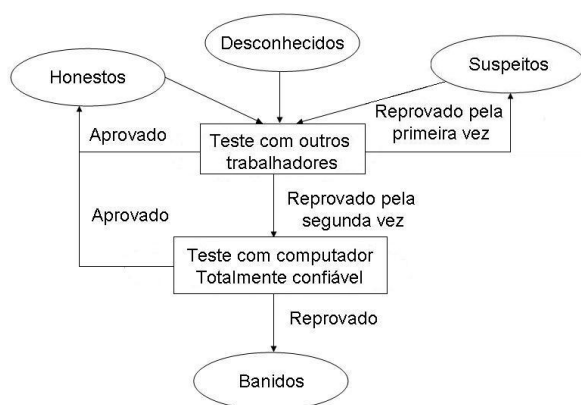 Desconhecidos
Honestos
Suspeitos
Aprovado
Teste com outros
trabalhadores
Reprovado pela
primeira vez
Aprovado
Reprovado pela
segunda vez
Teste com computador
Totalmente confiável
Reprovado
Banidos